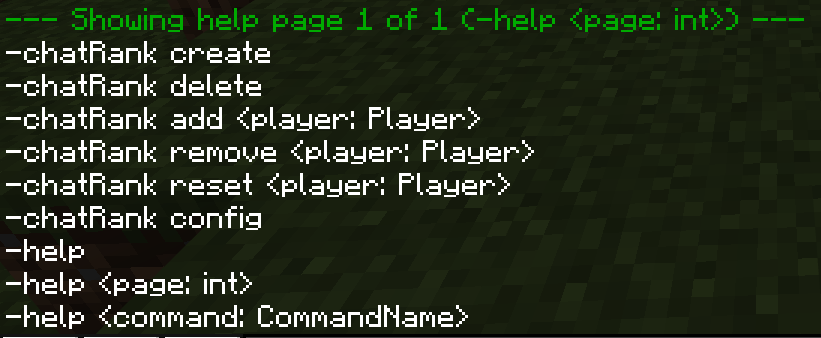 --- Showing help page 1 of 1 (-help <page: int>) ---
-chatRank create
-chatRank delete
-chatRank add <player: Player>
-chatRank remove <player: Player>
-chatRank reset <player: Player>
-chatRank config
-help
-help <page: int>
-help <command: CommandName>